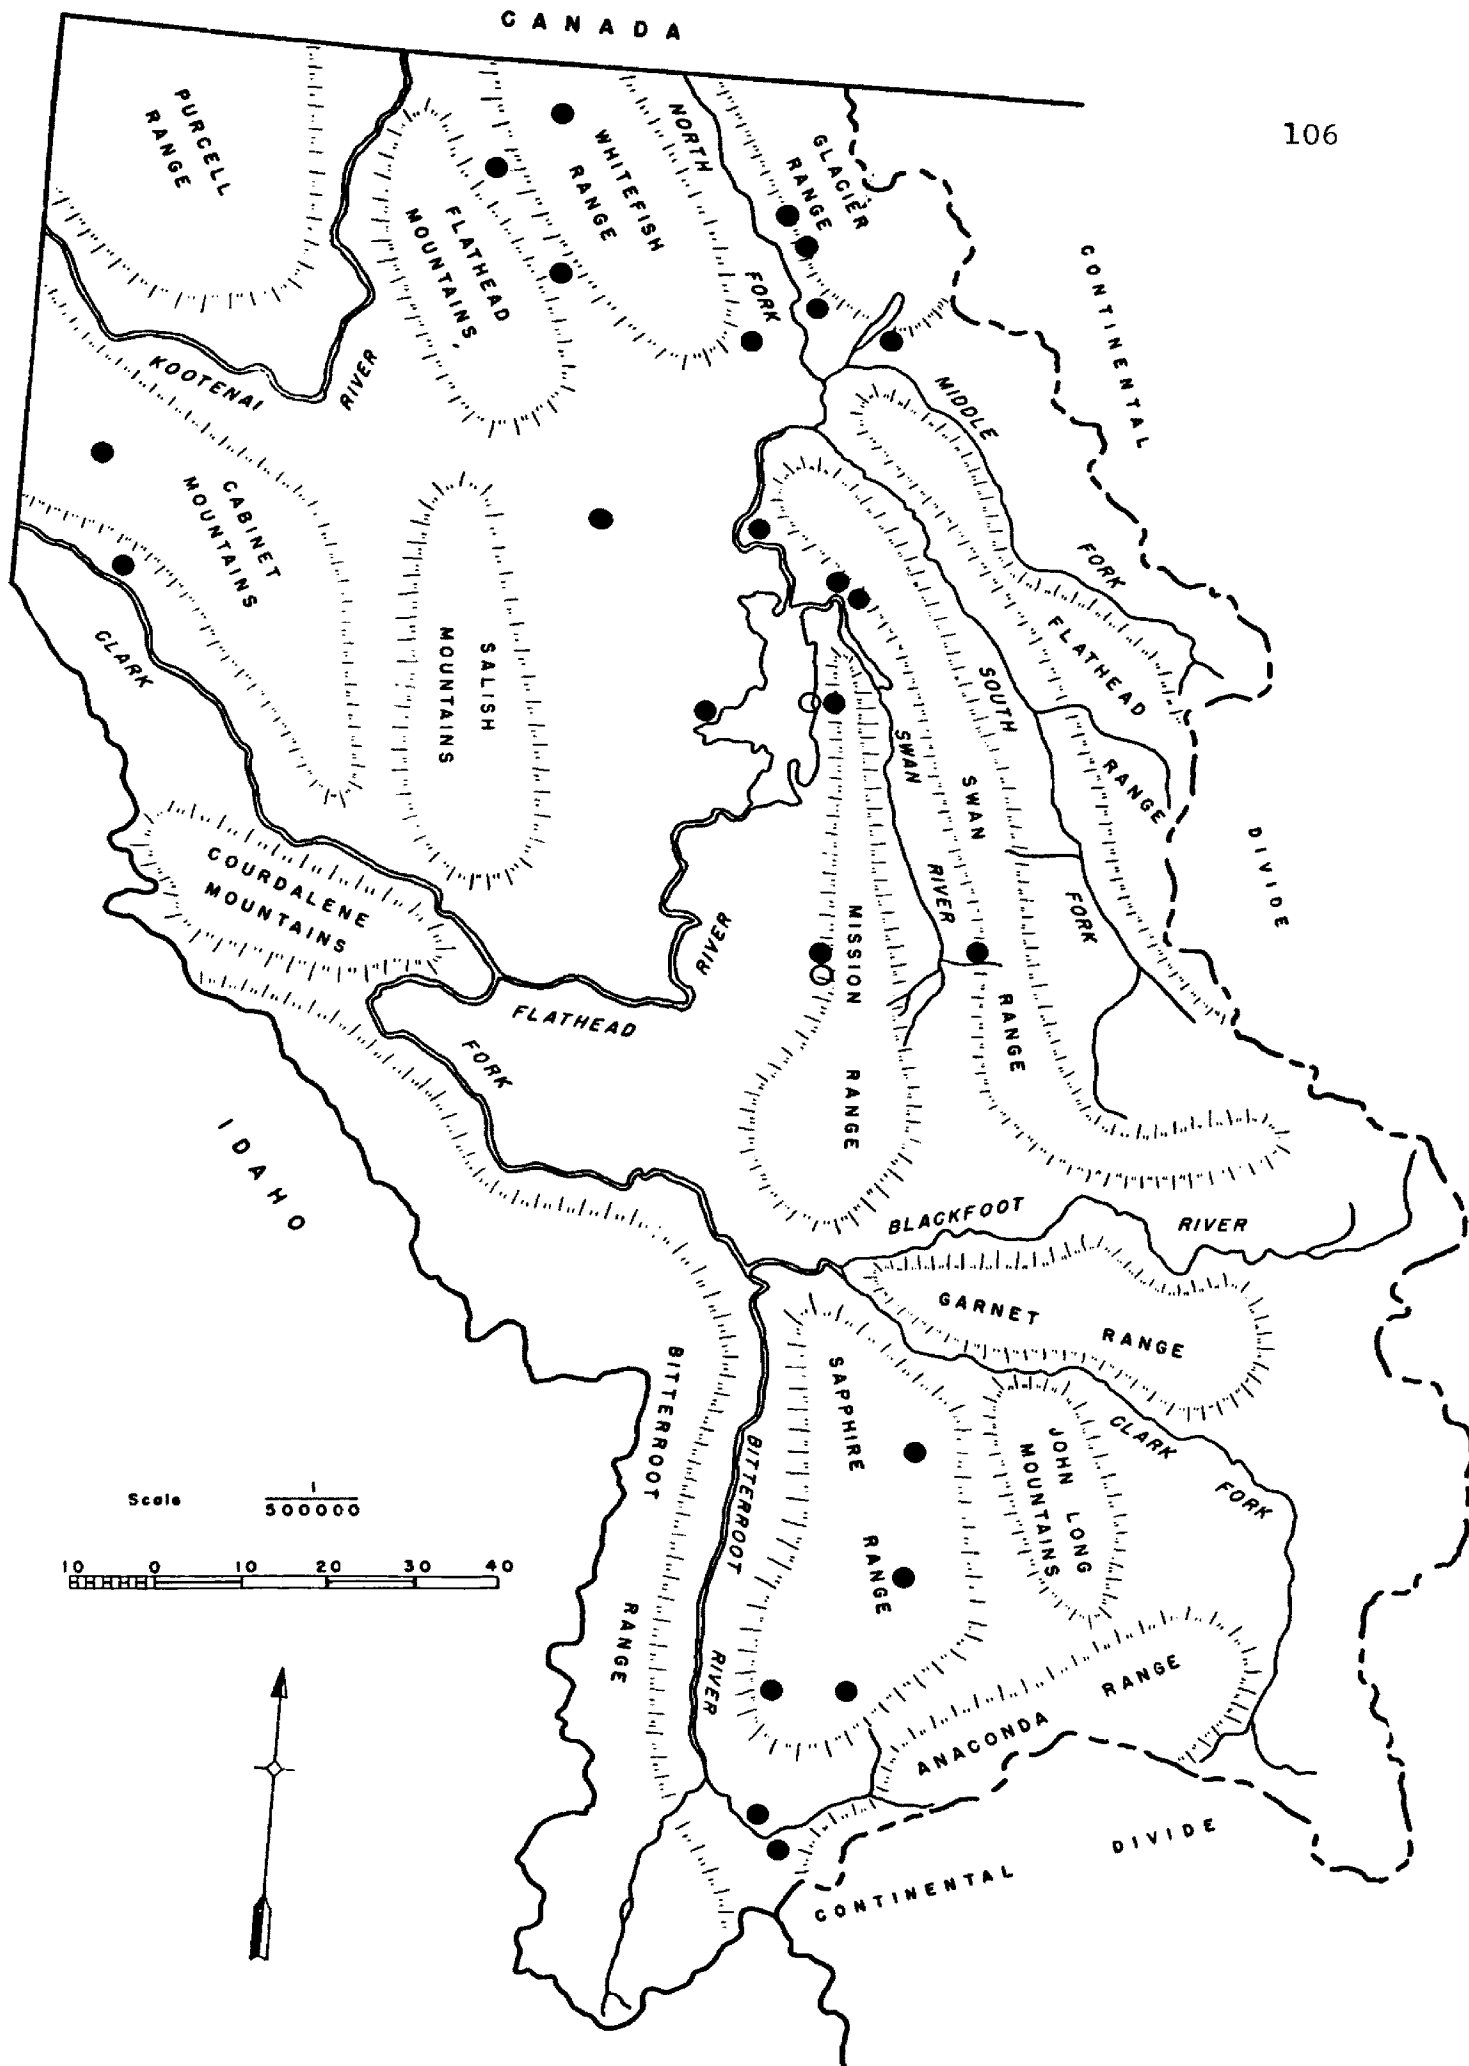 CANADA
106
PURCELL
RANGE
NORTH
GLACIER
RANGE
WHITEFISH
RANGE
FLATHEAD
MOUNTAINS
FORK
CONTINENTAL
KOOTENAI
RIVER
MIDDLE
CABINET
MOUNTAINS
FORK
FLATHEAD
CLARK
SALISH
MOUNTAINS
SOUTH
SWAN
RANGE
SWAN
DIVIDE
COURDALENE
MOUNTAINS
RIVER
FORK
MISSION
RIVER
FLATHEAD
RANGE
FORK
RANGE
IDAHO
BLACKFOOT
RIVER
GARNET
RANGE
BITTERROOT
SAPPHIRE
CLARK
JOHN LONG
MOUNTAINS
BITTERROOT
FORK
Scale
1
500000
RANGE
10 0 10 20 30 40
RANGE
RIVER
RANGE
ANACONDA
DIVIDE
CONTINENTAL